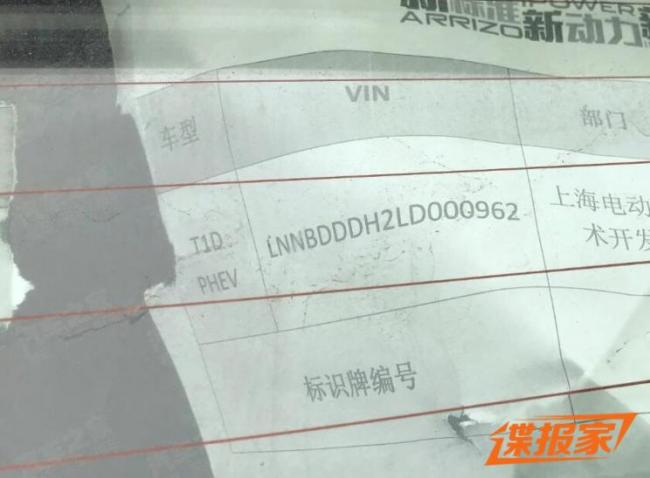 POWER
ARRIZO新动力
车型
VIN
部门
T1D
PHEV
LNNBDDDH2LD000962
上海电动
术开发
标识牌编号
谍报家